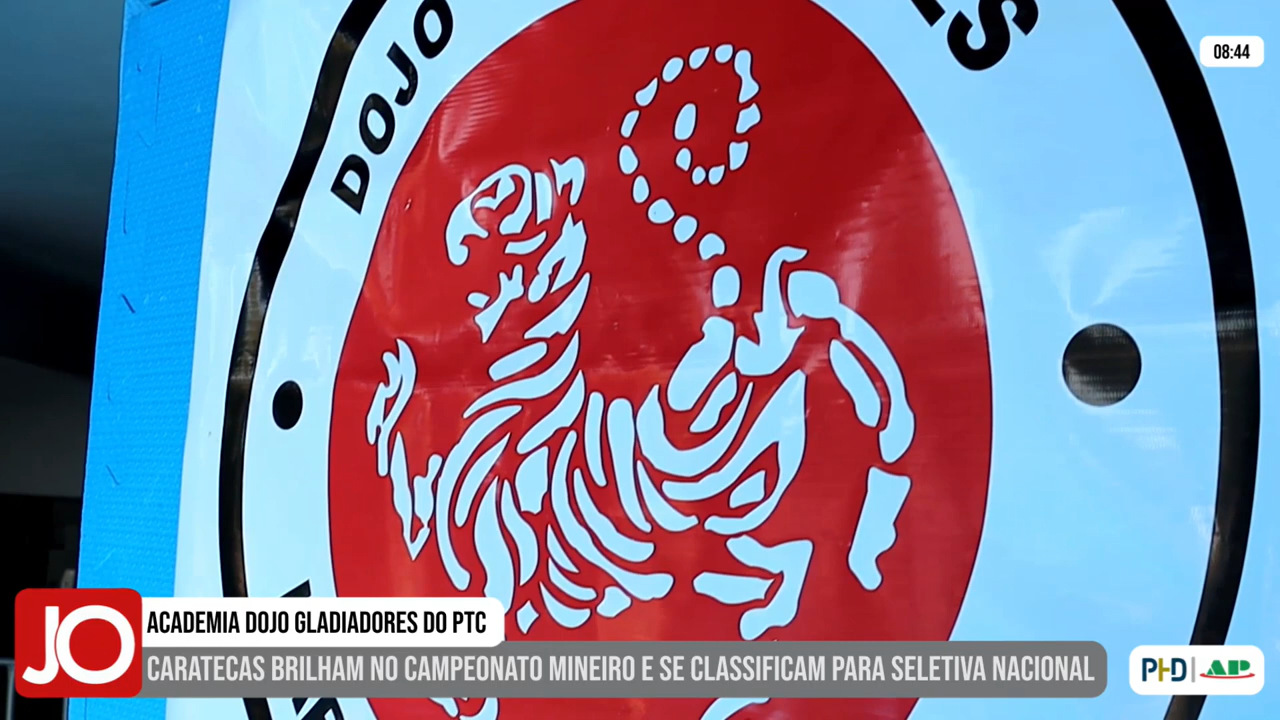 DOJO
08:44
JO
ACADEMIA DOJO GLADIADORES DO PTC
CARATECAS BRILHAM NO CAMPEONATO MINEIRO E SE CLASSIFICAM PARA SELETIVA NACIONAL
PHD | AP